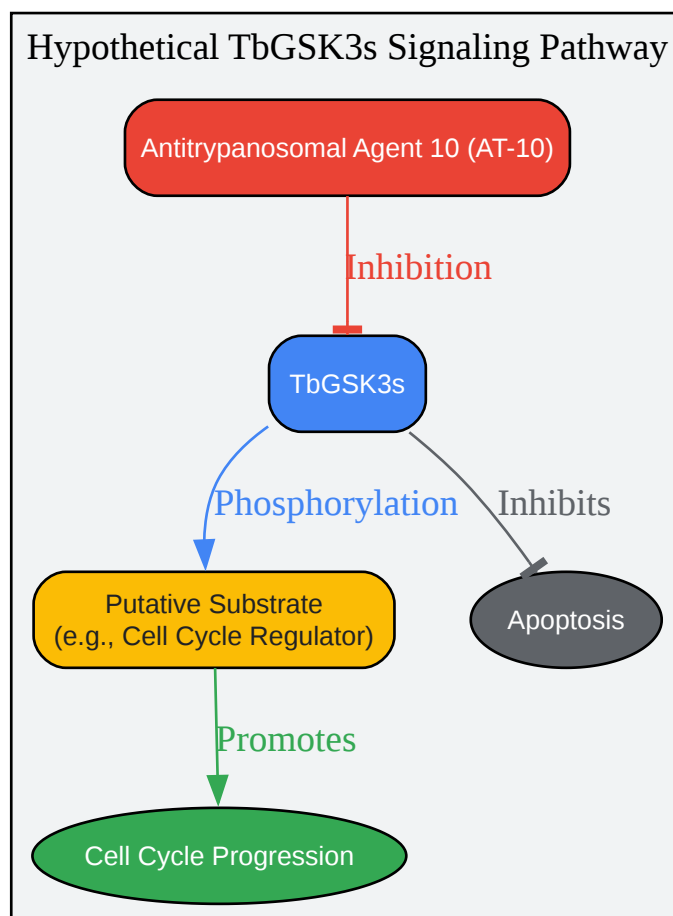 Hypothetical TbGSK3s Signaling Pathway
Antitrypanosomal Agent 10 (AT-10)
Inhibition
TbGSK3s
Phosphorylation
Inhibits
Putative Substrate
(e.g., Cell Cycle Regulator)
Apoptosis
Promotes
Cell Cycle Progression